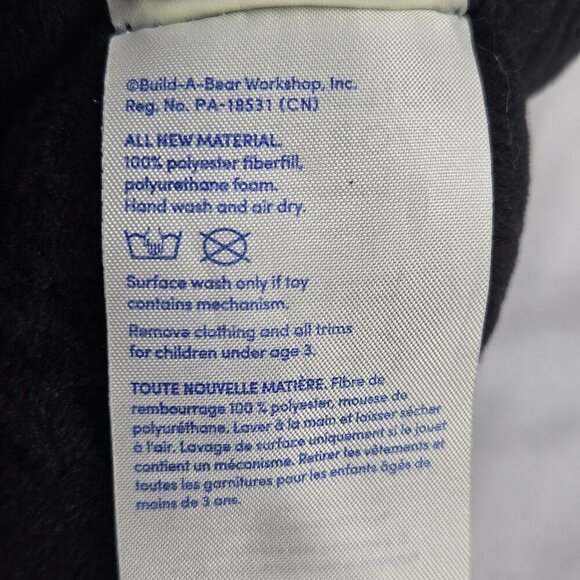 ©Build-A-Bear Workshop, Inc.
Reg. No. PA-18531 (CN)
ALL NEW MATERIAL.
100% polyester fiberfill,
polyurethane foam.
Hand wash and air dry.
Surface wash only if toy
contains mechanism.
Remove clothing and all trims
for children under age 3.
TOUTE NOUVELLE MATIÈRE. Fibre de
rembourrage 100 % polyester, mousse de
polyuréthane. Laver à la main et laisser sécher
à l'air. Lavage de surface uniquement si le jouet
contient un mécanisme. Retirer les vêtements et
toutes les garnitures pour les enfants âgés de
moins de 3 ans.